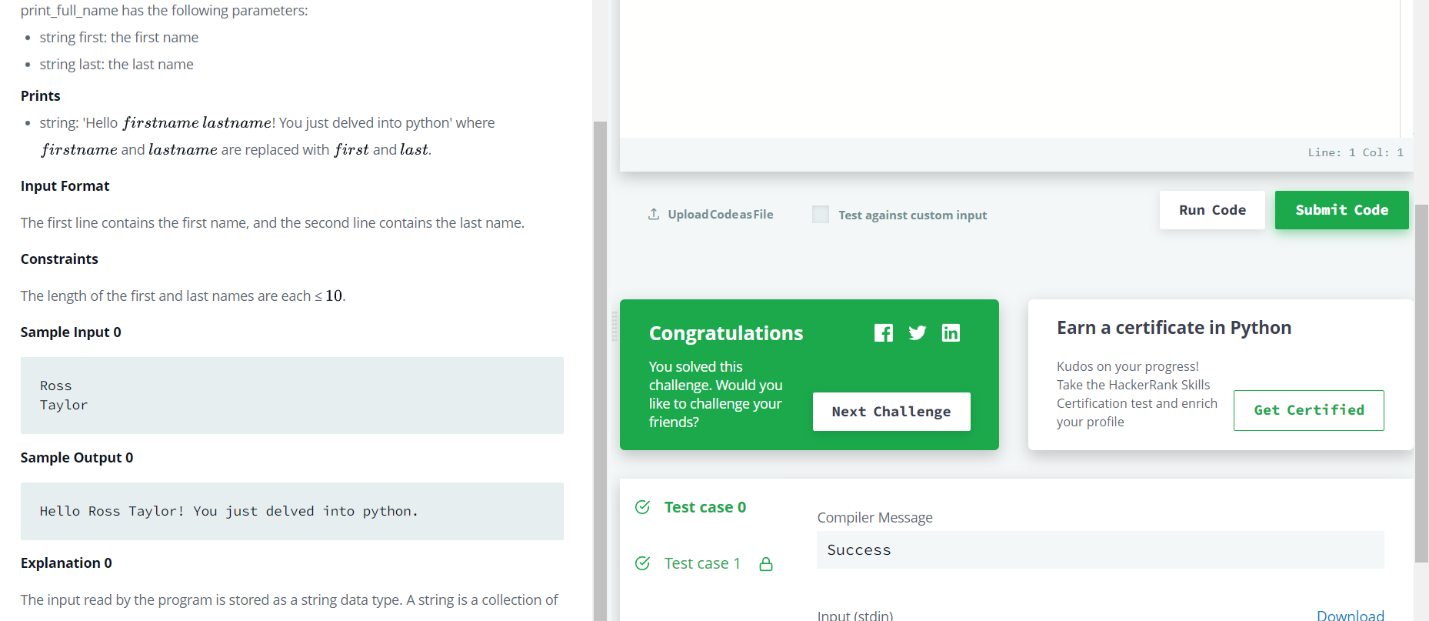 print_full_name has the following parameters:
• string first: the first name
• string last: the last name
Prints
• string: 'Hello firstname lastname! You just delved into python' where
firstname and lastname are replaced with first and last.
Input Format
The first line contains the first name, and the second line contains the last name.
Constraints
The length of the first and last names are each ≤ 10.
Sample Input 0
Ross
Taylor
Sample Output 0
Hello Ross Taylor! You just delved into python.
Explanation 0
The input read by the program is stored as a string data type. A string is a collection of
Line: 1 Col: 1
Upload Code as File
Test against custom input
Run Code
Submit Code
Congratulations
You solved this
challenge. Would you
like to challenge your
friends?
Next Challenge
Earn a certificate in Python
Kudos on your progress!
Take the HackerRank Skills
Certification test and enrich
your profile
Get Certified
Test case 0
Test case 1
Compiler Message
Success
Input (stdin)
Download